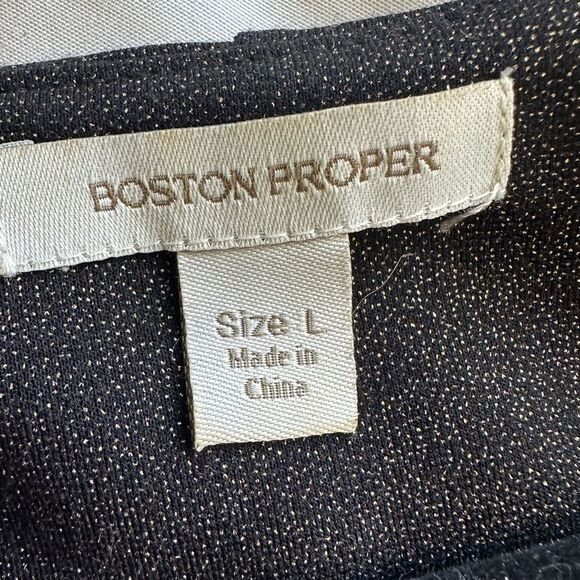 BOSTON PROPER
Size L
Made in
China